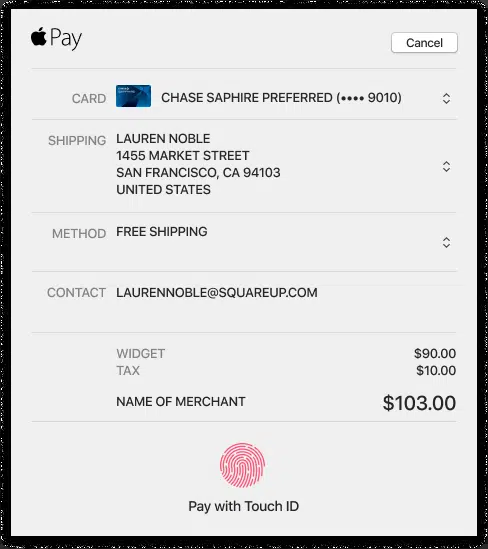 Pay
Cancel
CARD CHASE SAPHIRE PREFERRED (•••• 9010)
SHIPPING LAUREN NOBLE
1455 MARKET STREET
SAN FRANCISCO, CA 94103
UNITED STATES
METHOD FREE SHIPPING
CONTACT LAURENNOBLE@SQUAREUP.COM
WIDGET $90.00
TAX $10.00
NAME OF MERCHANT $103.00
Pay with Touch ID